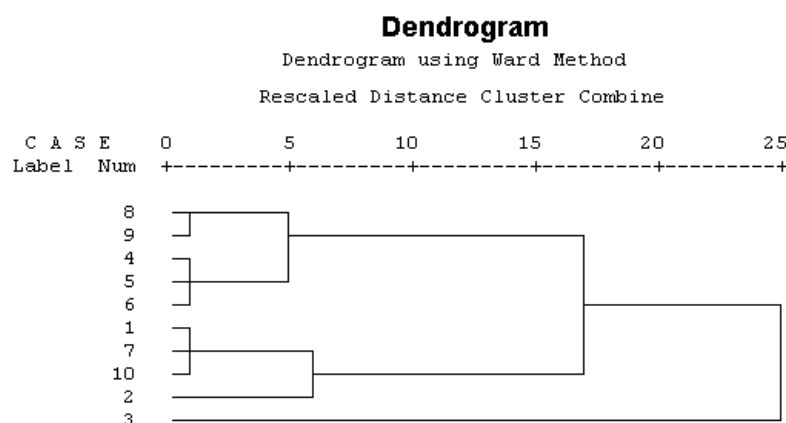 Dendrogram
Dendrogram using Ward Method
Rescaled Distance Cluster Combine
C A S E 0 5 10 15 20 25
Label Num +---------+---------+---------+---------+---------+
8
9
4
5
6
1
7
10
2
3